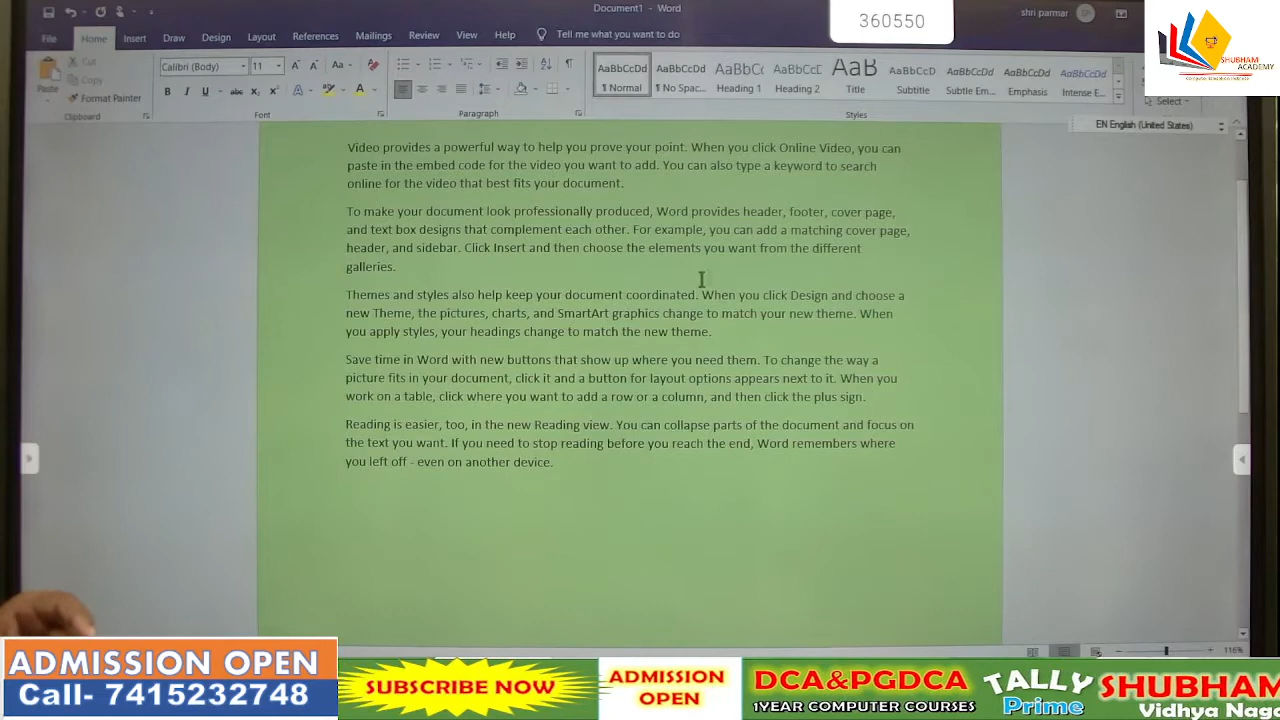 Document1 - Word
shri parmar SP
360550
SHUBHAM
ACADEMY
File Home Insert Draw Design Layout References Mailings Review View Help Tell me what you want to do
Cut
Copy
Format Painter
Paste
Clipboard
Calibri (Body) 11
Font
Paragraph
AaBbCcDd AaBbCcDd AaBbC AaBbCcC AaB AaBbCcD AaBbCcDd AaBbCcDd AaBbCcDd
¶ Normal ¶ No Spac... Heading 1 Heading 2 Title Subtitle Subtle Em... Emphasis Intense E...
Styles
Select
EN English (United States)
Video provides a powerful way to help you prove your point. When you click Online Video, you can
paste in the embed code for the video you want to add. You can also type a keyword to search
online for the video that best fits your document.
To make your document look professionally produced, Word provides header, footer, cover page,
and text box designs that complement each other. For example, you can add a matching cover page,
header, and sidebar. Click Insert and then choose the elements you want from the different
galleries.
Themes and styles also help keep your document coordinated. When you click Design and choose a
new Theme, the pictures, charts, and SmartArt graphics change to match your new theme. When
you apply styles, your headings change to match the new theme.
Save time in Word with new buttons that show up where you need them. To change the way a
picture fits in your document, click it and a button for layout options appears next to it. When you
work on a table, click where you want to add a row or a column, and then click the plus sign.
Reading is easier, too, in the new Reading view. You can collapse parts of the document and focus on
the text you want. If you need to stop reading before you reach the end, Word remembers where
you left off - even on another device.
116%
ADMISSION OPEN
Call- 7415232748
SUBSCRIBE NOW
ADMISSION
OPEN
DCA&PGDCA
1YEAR COMPUTER COURSES
TALLY
Prime
SHUBHAM
Vidhya Naga